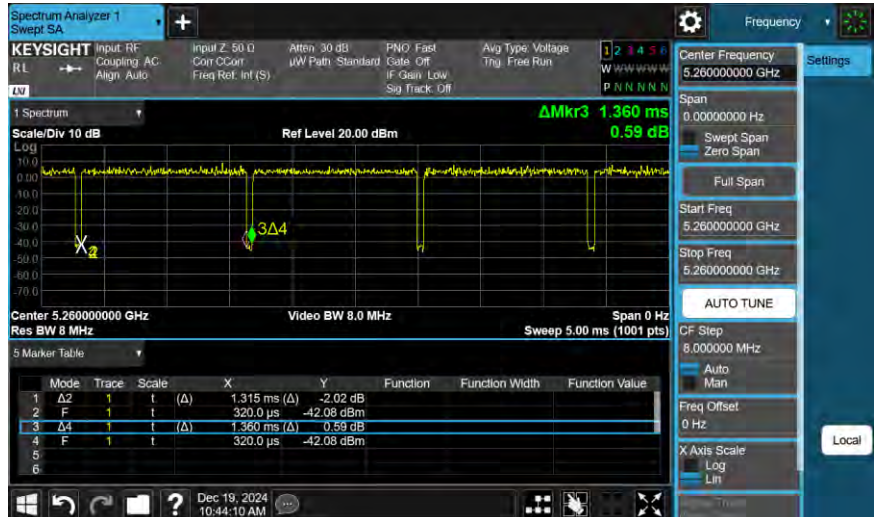 Spectrum Analyzer 1
Swept SA
Frequency
KEYSIGHT Input: RF Input Z: 50 Ω Atten: 30 dB PNO: Fast Avg Type: Voltage 1 2 3 4 5 6
RL Coupling: AC Corr CCorr µW Path: Standard Gate: Off Trig: Free Run W W W W W W
Align: Auto Freq Ref: Int (S) IF Gain: Low P N N N N N
LXI Sig Track: Off
Center Frequency
5.260000000 GHz
Settings
1 Spectrum
ΔMkr3 1.360 ms
Scale/Div 10 dB Ref Level 20.00 dBm 0.59 dB
Log
10.0
0.00
-10.0
-20.0
-30.0
-40.0
-50.0
-60.0
-70.0
3Δ4
2
Center 5.260000000 GHz Video BW 8.0 MHz Span 0 Hz
Res BW 8 MHz Sweep 5.00 ms (1001 pts)
Span
0.00000000 Hz
Swept Span
Zero Span
Full Span
Start Freq
5.260000000 GHz
Stop Freq
5.260000000 GHz
AUTO TUNE
CF Step
8.000000 MHz
Auto
Man
Freq Offset
0 Hz
X Axis Scale
Log
Lin
Local
5 Marker Table
Mode Trace Scale X Y Function Function Width Function Value
1 Δ2 1 t (Δ) 1.315 ms (Δ) -2.02 dB
2 F 1 t 320.0 µs -42.08 dBm
3 Δ4 1 t (Δ) 1.360 ms (Δ) 0.59 dB
4 F 1 t 320.0 µs -42.08 dBm
5
6
Dec 19, 2024
10:44:10 AM